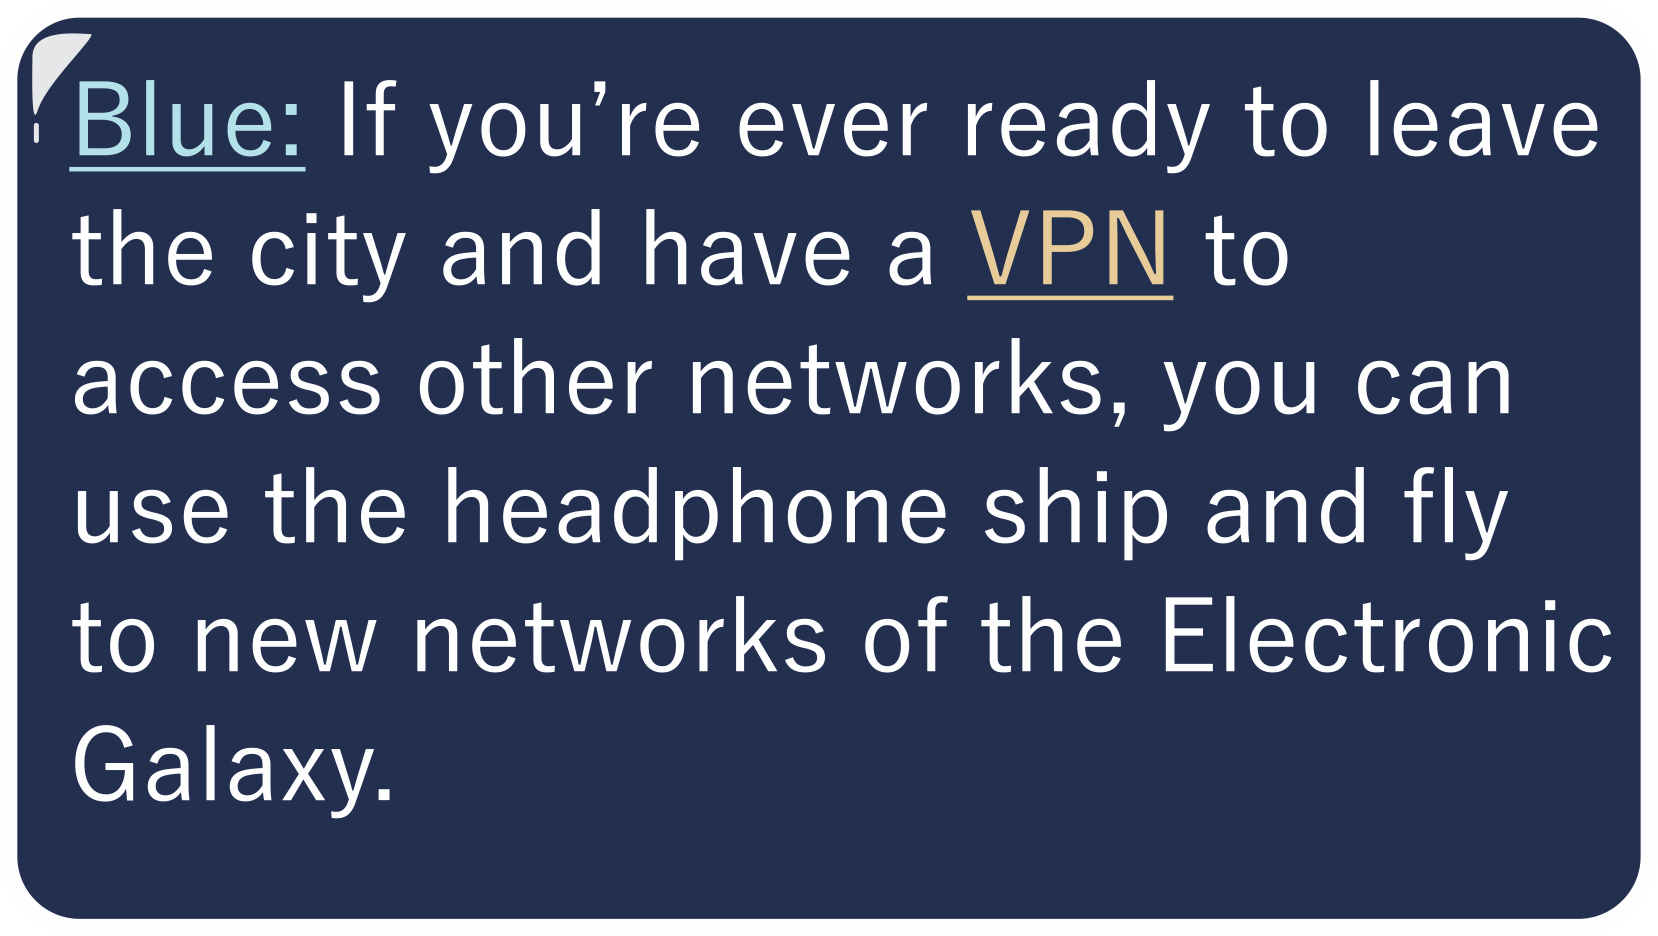 Blue: If you’re ever ready to leave
the city and have a VPN to
access other networks, you can
use the headphone ship and fly
to new networks of the Electronic
Galaxy.